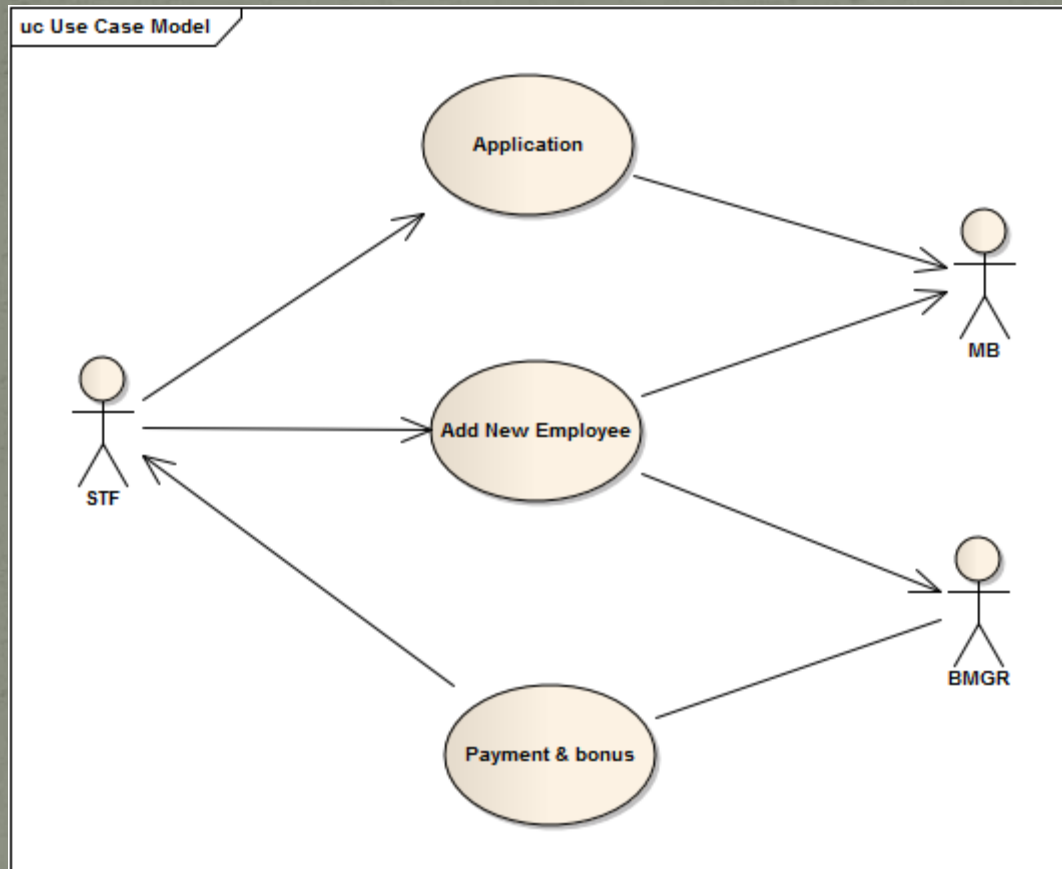 uc Use Case Model
Application
MB
Add New Employee
STF
BMGR
Payment & bonus